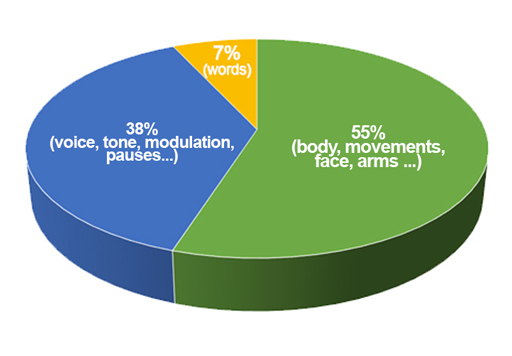 7%
(words)
38%
(voice, tone, modulation,
pauses...)
55%
(body, movements,
face, arms ...)